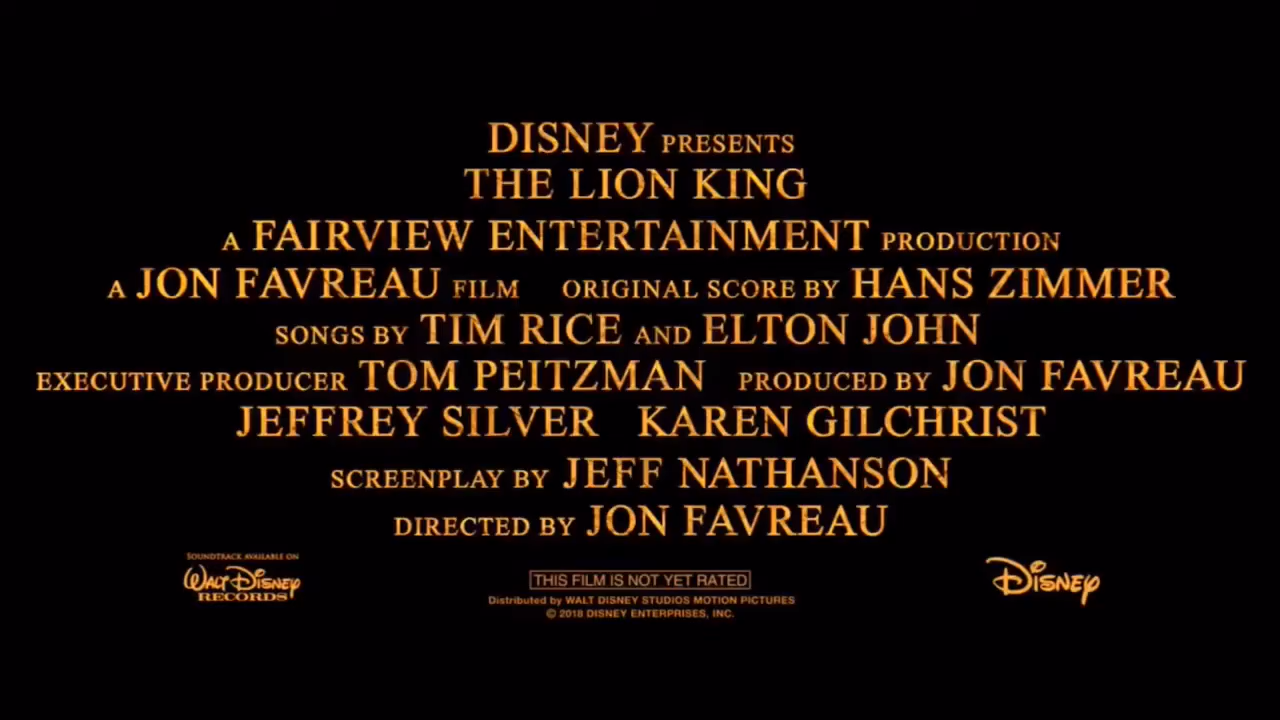 DISNEY PRESENTS
THE LION KING
A FAIRVIEW ENTERTAINMENT PRODUCTION
A JON FAVREAU FILM ORIGINAL SCORE BY HANS ZIMMER
SONGS BY TIM RICE AND ELTON JOHN
EXECUTIVE PRODUCER TOM PEITZMAN PRODUCED BY JON FAVREAU
JEFFREY SILVER KAREN GILCHRIST
SCREENPLAY BY JEFF NATHANSON
DIRECTED BY JON FAVREAU
SOUNDTRACK AVAILABLE ON
WALT DISNEY
RECORDS
THIS FILM IS NOT YET RATED
Distributed by WALT DISNEY STUDIOS MOTION PICTURES
© 2018 DISNEY ENTERPRISES, INC.
DISNEY